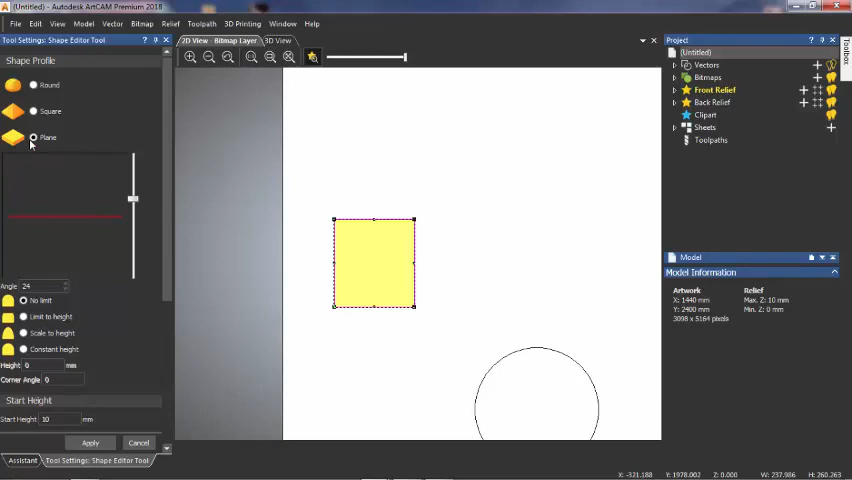 (Untitled) - Autodesk ArtCAM Premium 2018
File Edit View Model Vector Bitmap Relief Toolpath 3D Printing Window Help
Tool Settings: Shape Editor Tool ?
Shape Profile
Round
Square
Plane
Angle 24
No limit
Limit to height
Scale to height
Constant height
Height 0 mm
Corner Angle 0
Start Height
Start Height 10 mm
Apply Cancel
Assistant Tool Settings: Shape Editor Tool
2D View - Bitmap Layer 3D View
Project ?
(Untitled)
Vectors
Bitmaps
Front Relief
Back Relief
Clipart
Sheets
Toolpaths
Toolbox
Model
Model Information
Artwork Relief
X: 1440 mm Max. Z: 10 mm
Y: 2400 mm Min. Z: 0 mm
3098 x 5164 pixels
X: -321.188 Y: 1978.002 Z: 0.000 W: 237.986 H: 260.263